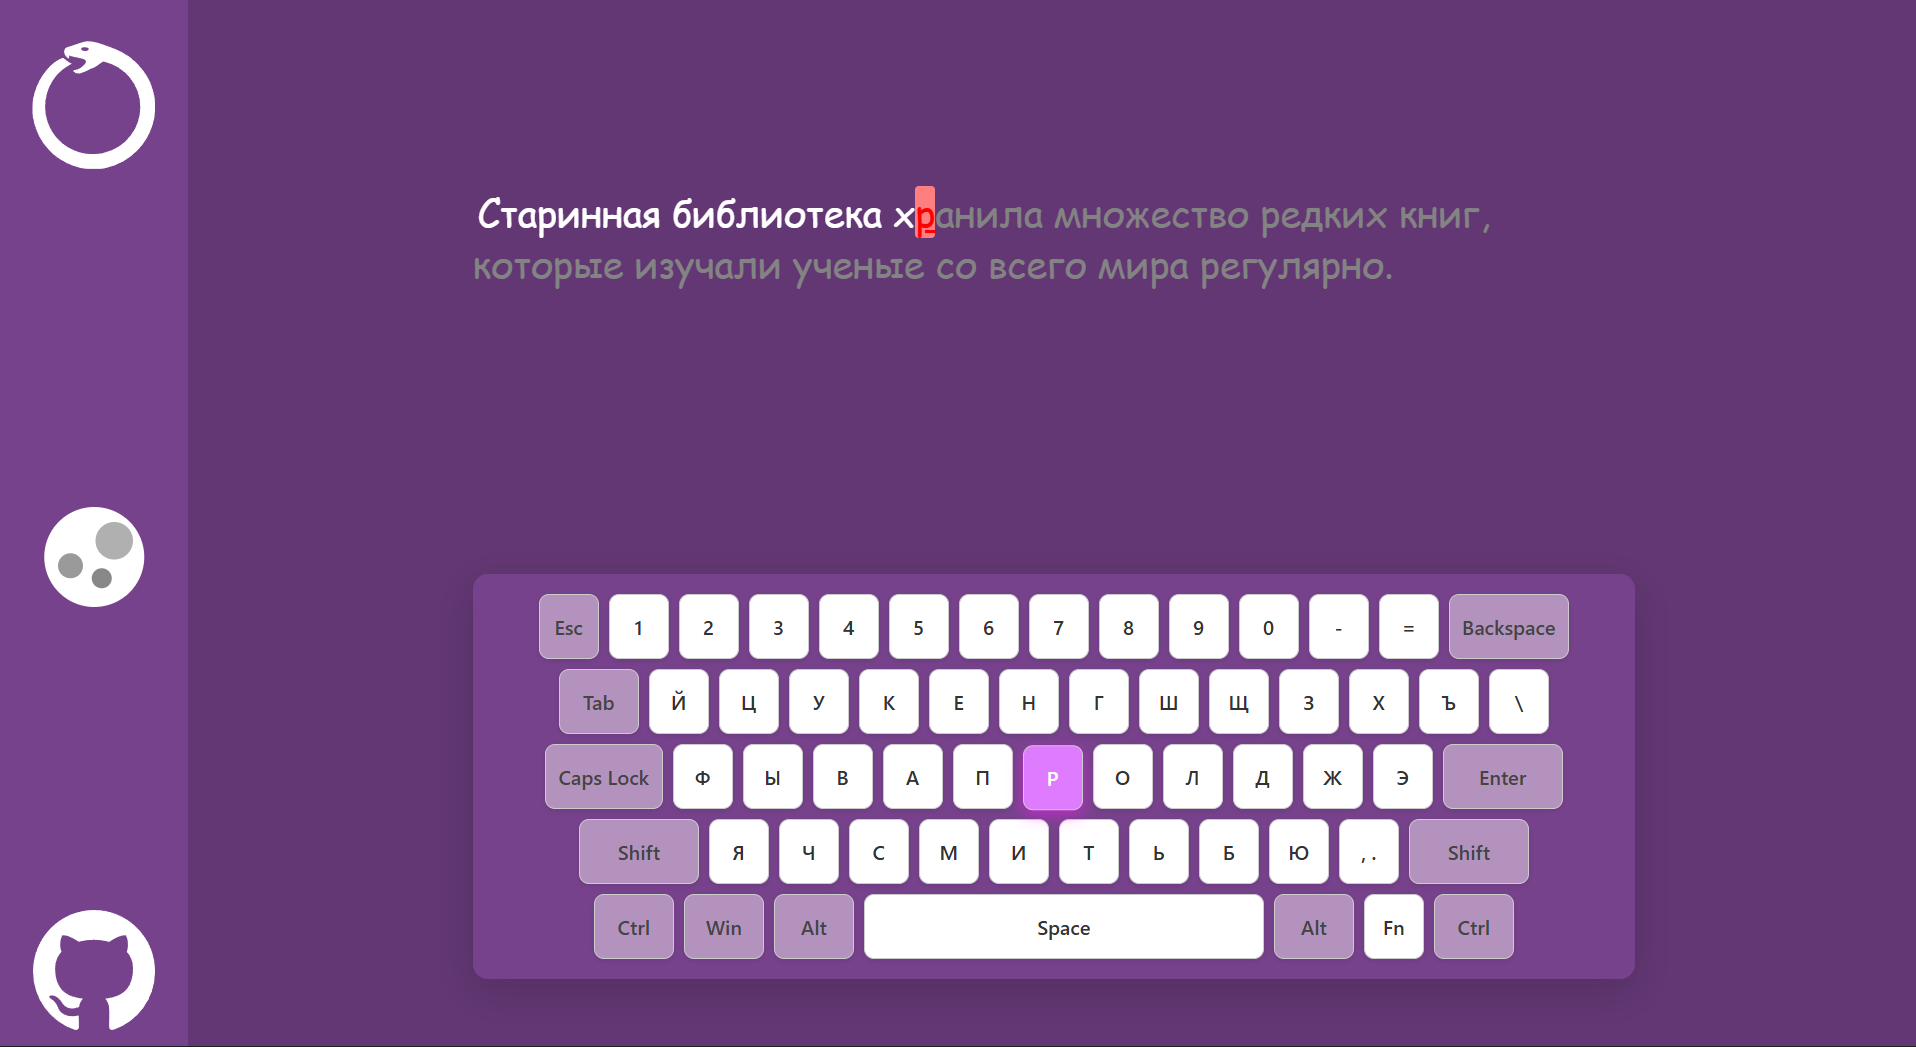 Старинная библиотека хранила множество редких книг,
которые изучали ученые со всего мира регулярно.
Esc 1 2 3 4 5 6 7 8 9 0 - = Backspace
Tab Й Ц У К Е Н Г Ш Щ З Х Ъ \
Caps Lock Ф Ы В А П Р О Л Д Ж Э Enter
Shift Я Ч С М И Т Ь Б Ю , . Shift
Ctrl Win Alt Space Alt Fn Ctrl